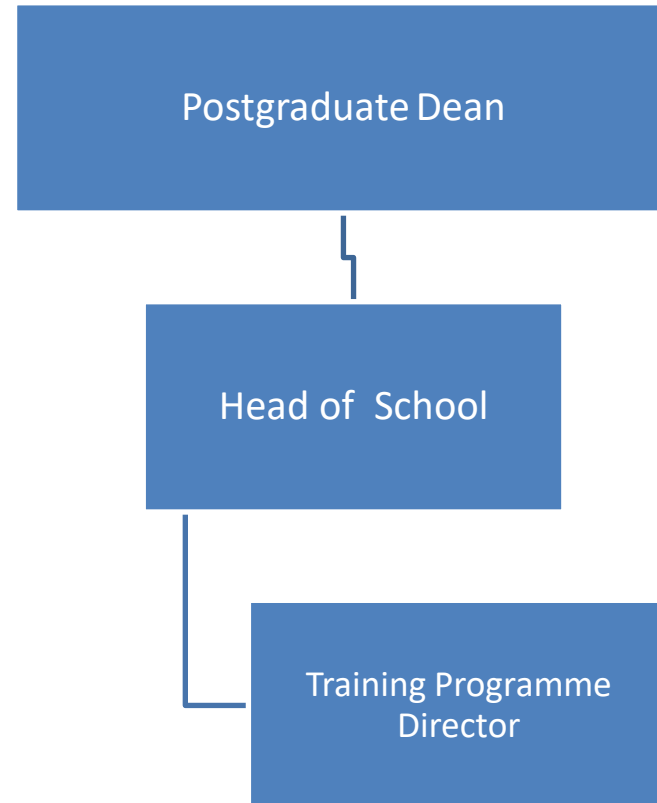 Postgraduate Dean
Head of School
Training Programme
Director